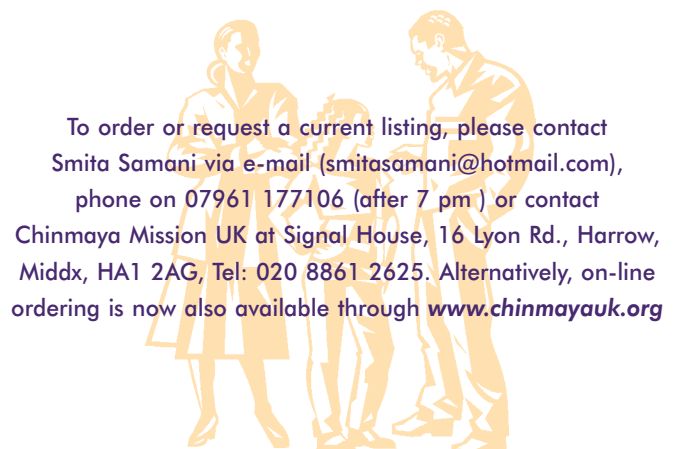 To order or request a current listing, please contact
Smita Samani via e-mail (smitasamani@hotmail.com),
phone on 07961 177106 (after 7 pm ) or contact
Chinmaya Mission UK at Signal House, 16 Lyon Rd., Harrow,
Middx, HA1 2AG, Tel: 020 8861 2625. Alternatively, on-line
ordering is now also available through www.chinmayauk.org